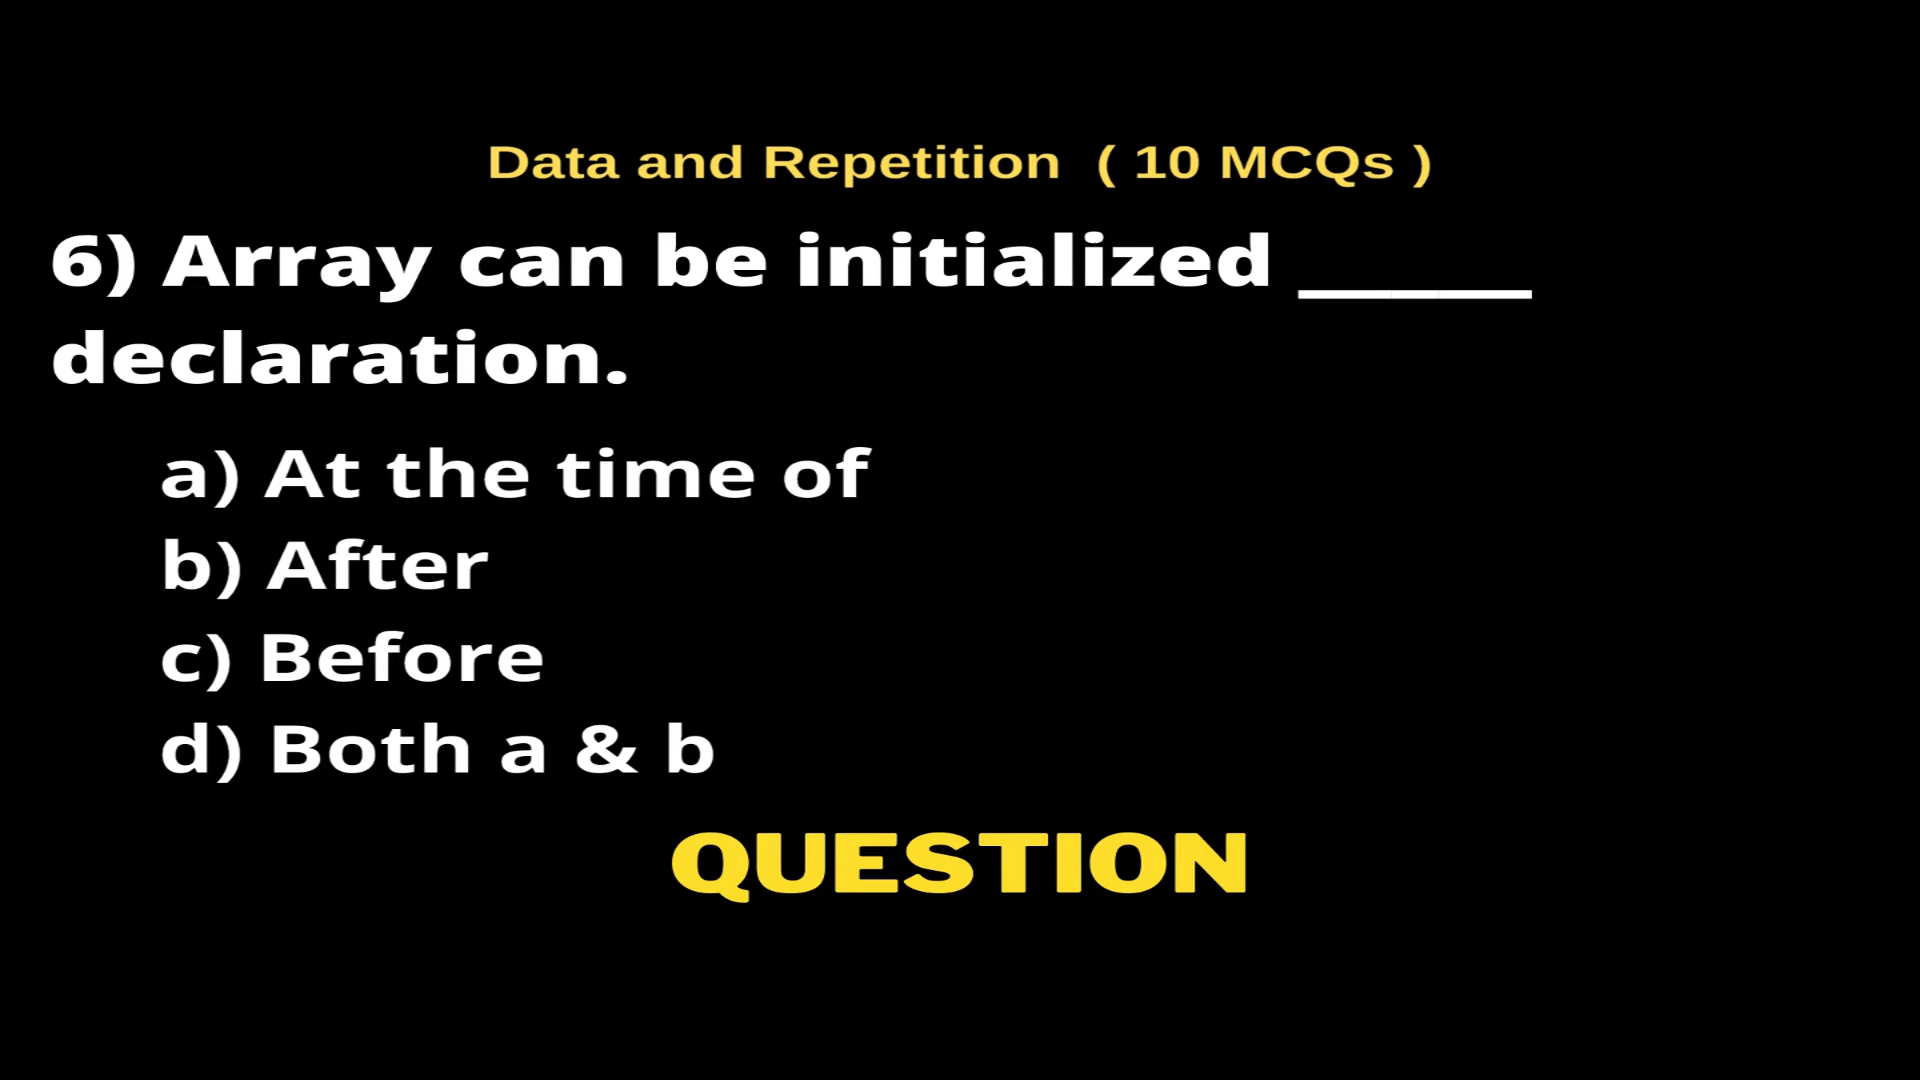 Data and Repetition ( 10 MCQs )
6) Array can be initialized _____
declaration.
a) At the time of
b) After
c) Before
d) Both a & b
QUESTION